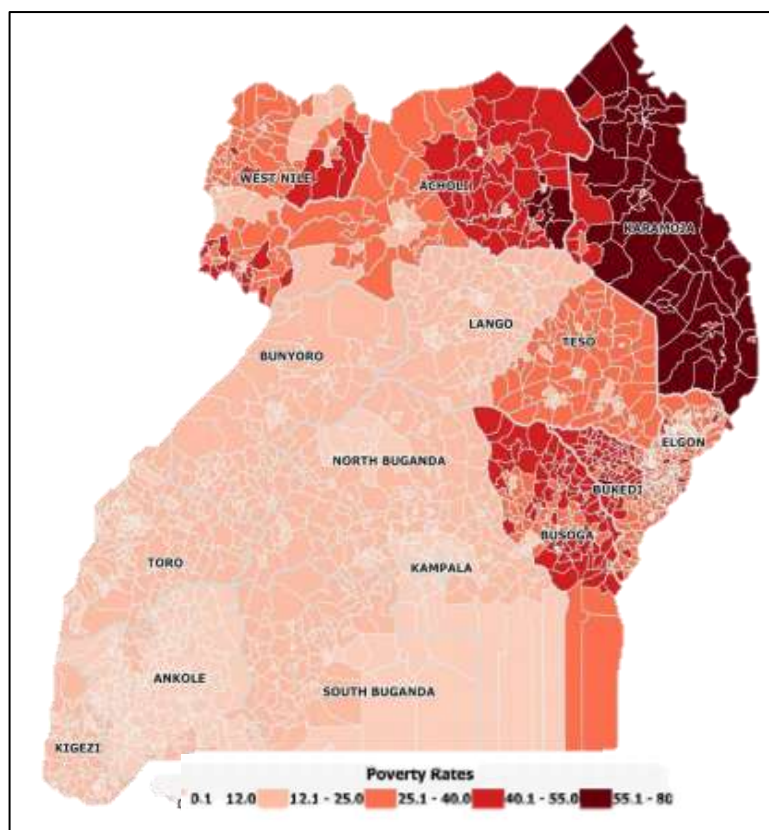 WEST NILE
ACHOLI
KARAMOJA
LANGO
TESO
BUNYORO
ELGON
NORTH BUGANDA
BUKEDI
BUSOGA
TORO
KAMPALA
ANKOLE
SOUTH BUGANDA
KIGEZI
Poverty Rates
0.1 12.0 12.1 - 25.0 25.1 - 40.0 40.1 - 55.0 55.1 - 80